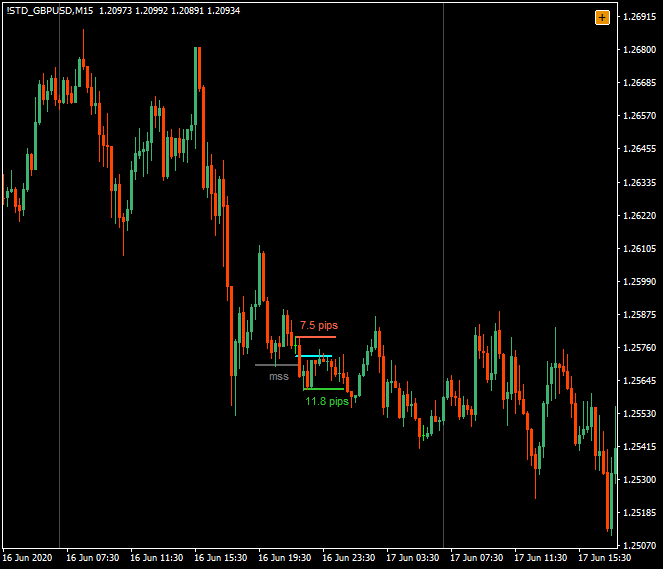 !STD_GBPUSD,M15 1.20973 1.20992 1.20891 1.20934
+
1.26915
1.26800
1.26685
1.26570
1.26455
1.26335
1.26220
1.26105
1.25990
1.25875
1.25760
1.25645
1.25530
1.25415
1.25300
1.25185
1.25070
7.5 pips
mss
11.8 pips
16 Jun 2020
16 Jun 07:30
16 Jun 11:30
16 Jun 15:30
16 Jun 19:30
16 Jun 23:30
17 Jun 03:30
17 Jun 07:30
17 Jun 11:30
17 Jun 15:30